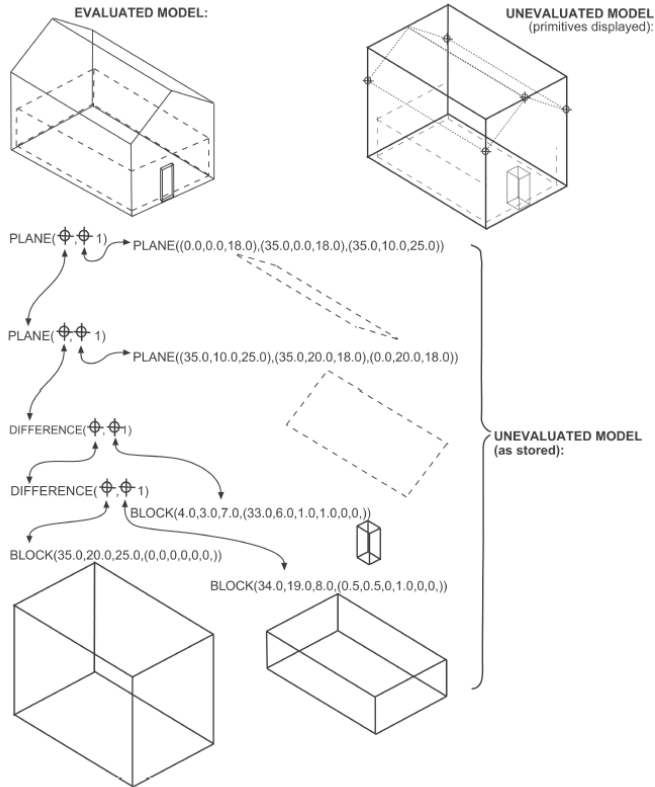 EVALUATED MODEL:
UNEVALUATED MODEL
(primitives displayed):
PLANE( , 1)
PLANE((0.0,0.0,18.0),(35.0,0.0,18.0),(35.0,10.0,25.0))
PLANE( , 1)
PLANE((35.0,10.0,25.0),(35.0,20.0,18.0),(0.0,20.0,18.0))
DIFFERENCE( , 1)
UNEVALUATED MODEL
(as stored):
DIFFERENCE( , 1)
BLOCK(4.0,3.0,7.0,(33.0,6.0,1.0,1.0,0,0,))
BLOCK(35.0,20.0,25.0,(0,0,0,0,0,0,))
BLOCK(34.0,19.0,8.0,(0.5,0.5,0,1.0,0,0,))